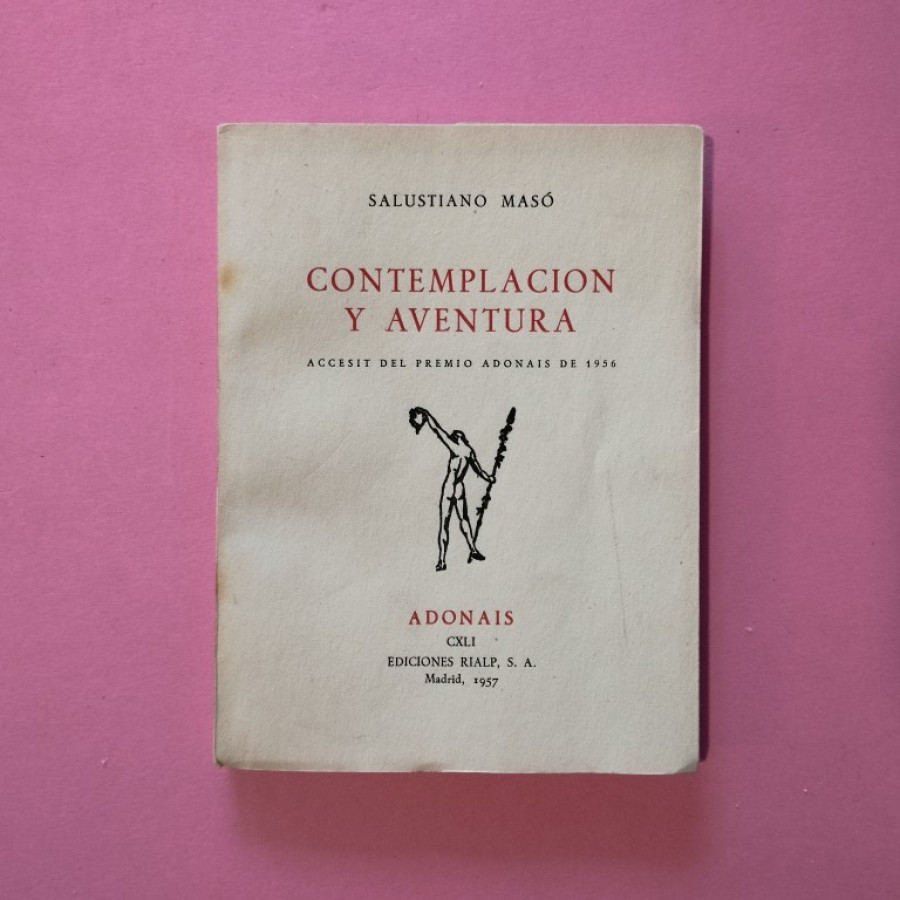 SALUSTIANO MASÓ
CONTEMPLACION
Y AVENTURA
ACCESIT DEL PREMIO ADONAIS DE 1956
ADONAIS
CXLI
EDICIONES RIALP, S. A.
Madrid, 1957